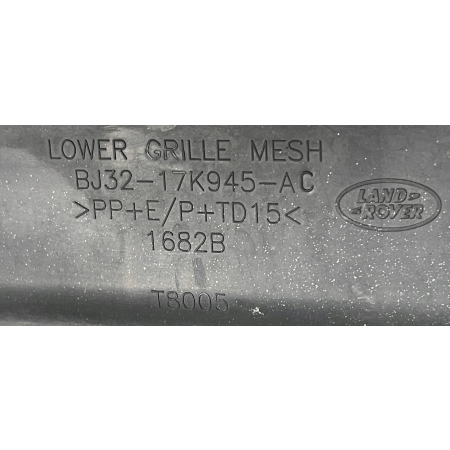 LOWER GRILLE MESH
BJ32-17K945-AC
>PP+E/P+TD15<
1682B
T8005
LAND
ROVER